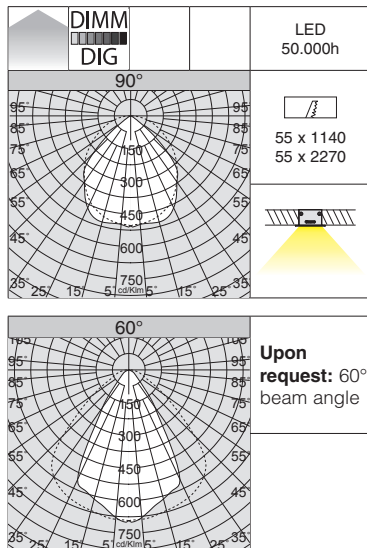 DIMM
DIG
LED
50.000h
90°
95° 95°
85° 85°
75° 75°
65° 65°
55° 55°
45° 45°
35° 25° 15° 5° 5° 15° 25° 35°
150
300
450
600
750
cd/Klm
55 x 1140
55 x 2270
60°
105° 105°
95° 95°
85° 85°
75° 75°
65° 65°
55° 55°
45° 45°
35° 25° 15° 5° 5° 15° 25° 35°
150
300
450
600
750
cd/Klm
Upon
request: 60°
beam angle